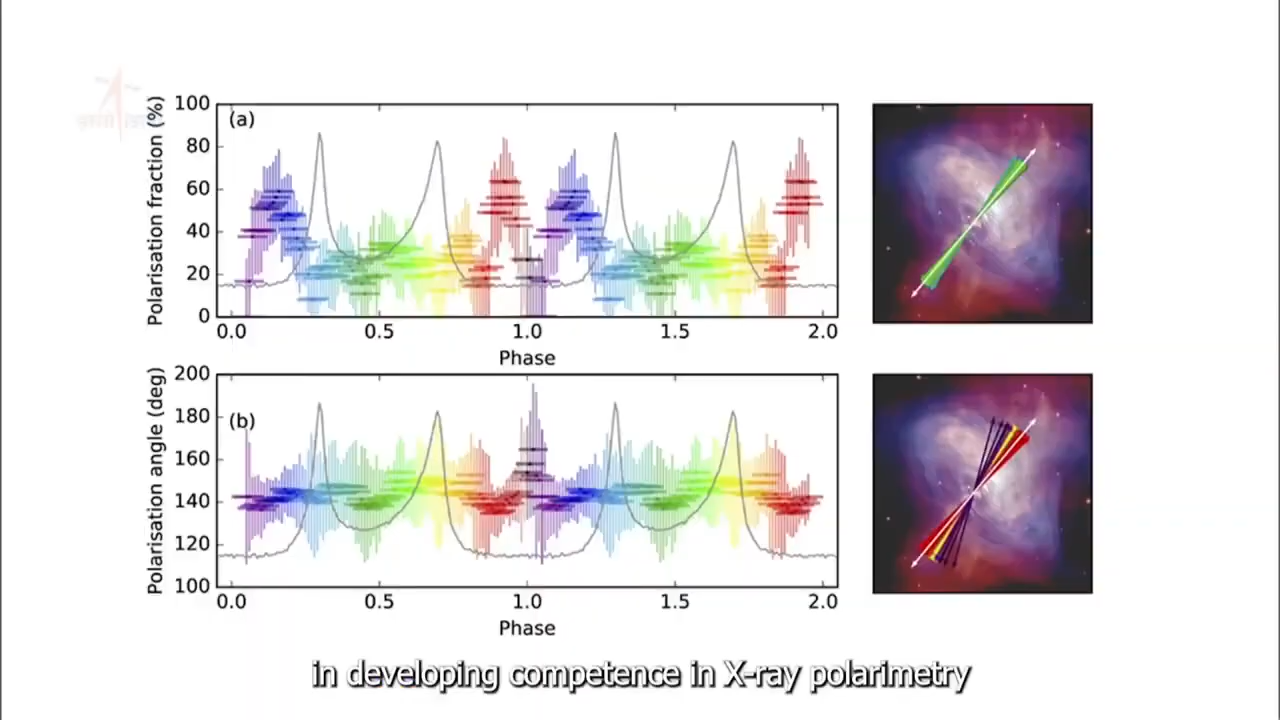 Polarisation fraction (%)
100
80
60
40
20
0
(a)
0.0 0.5 1.0 1.5 2.0
Phase
Polarisation angle (deg)
200
180
160
140
120
100
(b)
0.0 0.5 1.0 1.5 2.0
Phase
in developing competence in X-ray polarimetry